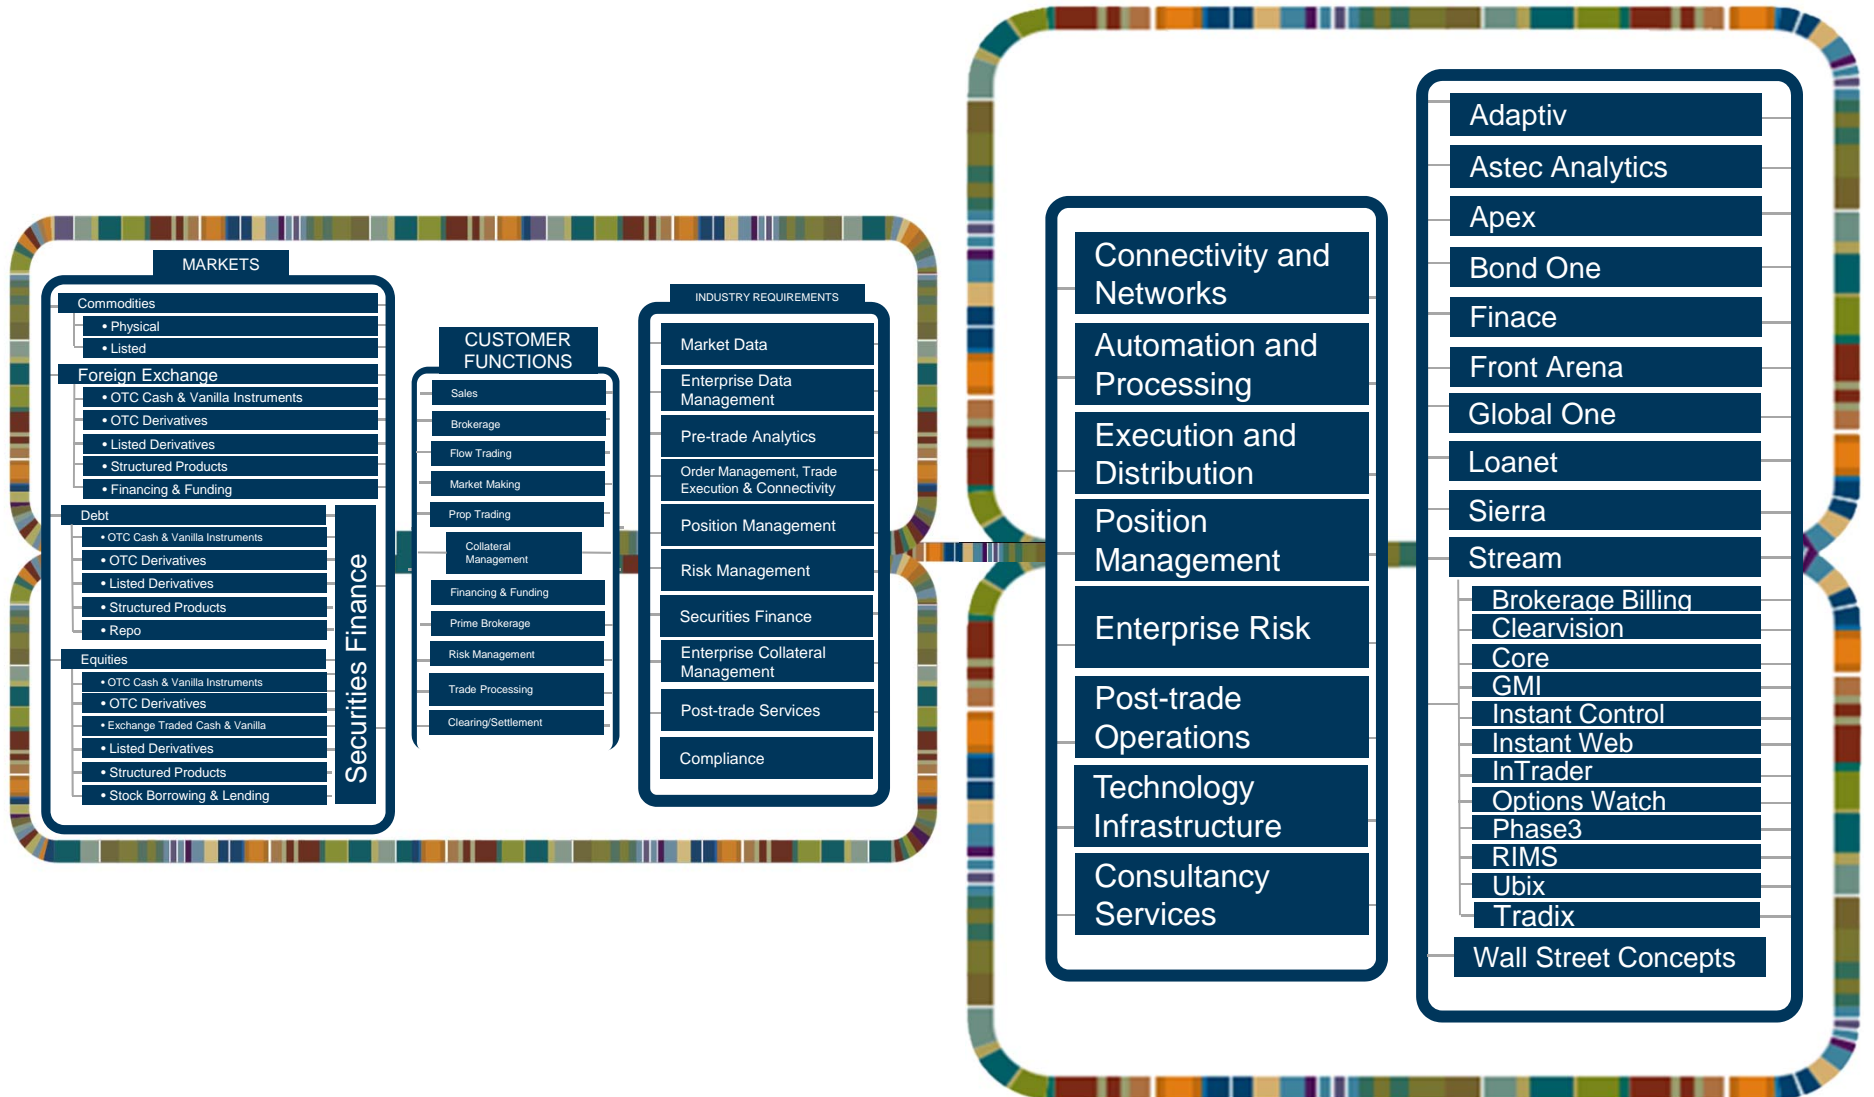 MARKETS
Commodities
• Physical
• Listed
Foreign Exchange
• OTC Cash & Vanilla Instruments
• OTC Derivatives
• Listed Derivatives
• Structured Products
• Financing & Funding
Debt
• OTC Cash & Vanilla Instruments
• OTC Derivatives
• Listed Derivatives
• Structured Products
• Repo
Equities
• OTC Cash & Vanilla Instruments
• OTC Derivatives
• Exchange Traded Cash & Vanilla
• Listed Derivatives
• Structured Products
• Stock Borrowing & Lending
Securities Finance
CUSTOMER
FUNCTIONS
Sales
Brokerage
Flow Trading
Market Making
Prop Trading
Collateral
Management
Financing & Funding
Prime Brokerage
Risk Management
Trade Processing
Clearing/Settlement
INDUSTRY REQUIREMENTS
Market Data
Enterprise Data
Management
Pre-trade Analytics
Order Management, Trade
Execution & Connectivity
Position Management
Risk Management
Securities Finance
Enterprise Collateral
Management
Post-trade Services
Compliance
Connectivity and
Networks
Automation and
Processing
Execution and
Distribution
Position
Management
Enterprise Risk
Post-trade
Operations
Technology
Infrastructure
Consultancy
Services
Adaptiv
Astec Analytics
Apex
Bond One
Finace
Front Arena
Global One
Loanet
Sierra
Stream
Brokerage Billing
Clearvision
Core
GMI
Instant Control
Instant Web
InTrader
Options Watch
Phase3
RIMS
Ubix
Tradix
Wall Street Concepts